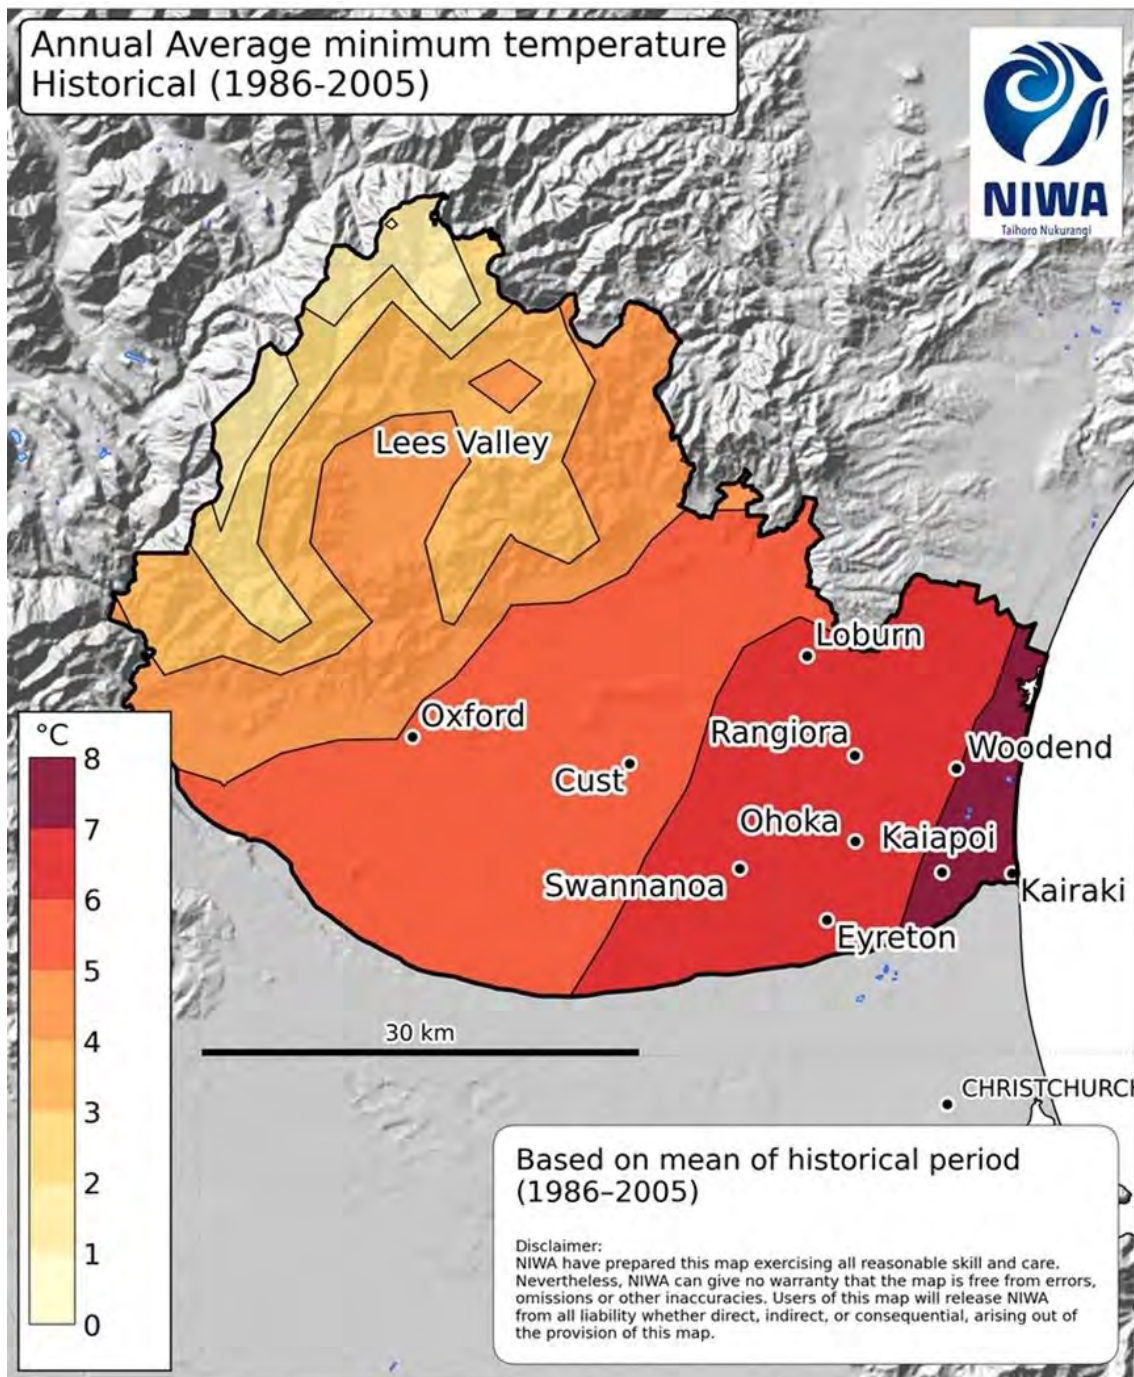 Annual Average minimum temperature
Historical (1986-2005)
NIWA
Taihoro Nukurangi
Lees Valley
Loburn
Oxford
Rangiora
Woodend
Cust
Ohoka
Kaiapoi
Swannanoa
Kairaki
Eyreton
°C
8
7
6
5
4
3
2
1
0
30 km
CHRISTCHURCH
Based on mean of historical period
(1986–2005)
Disclaimer:
NIWA have prepared this map exercising all reasonable skill and care.
Nevertheless, NIWA can give no warranty that the map is free from errors,
omissions or other inaccuracies. Users of this map will release NIWA
from all liability whether direct, indirect, or consequential, arising out of
the provision of this map.